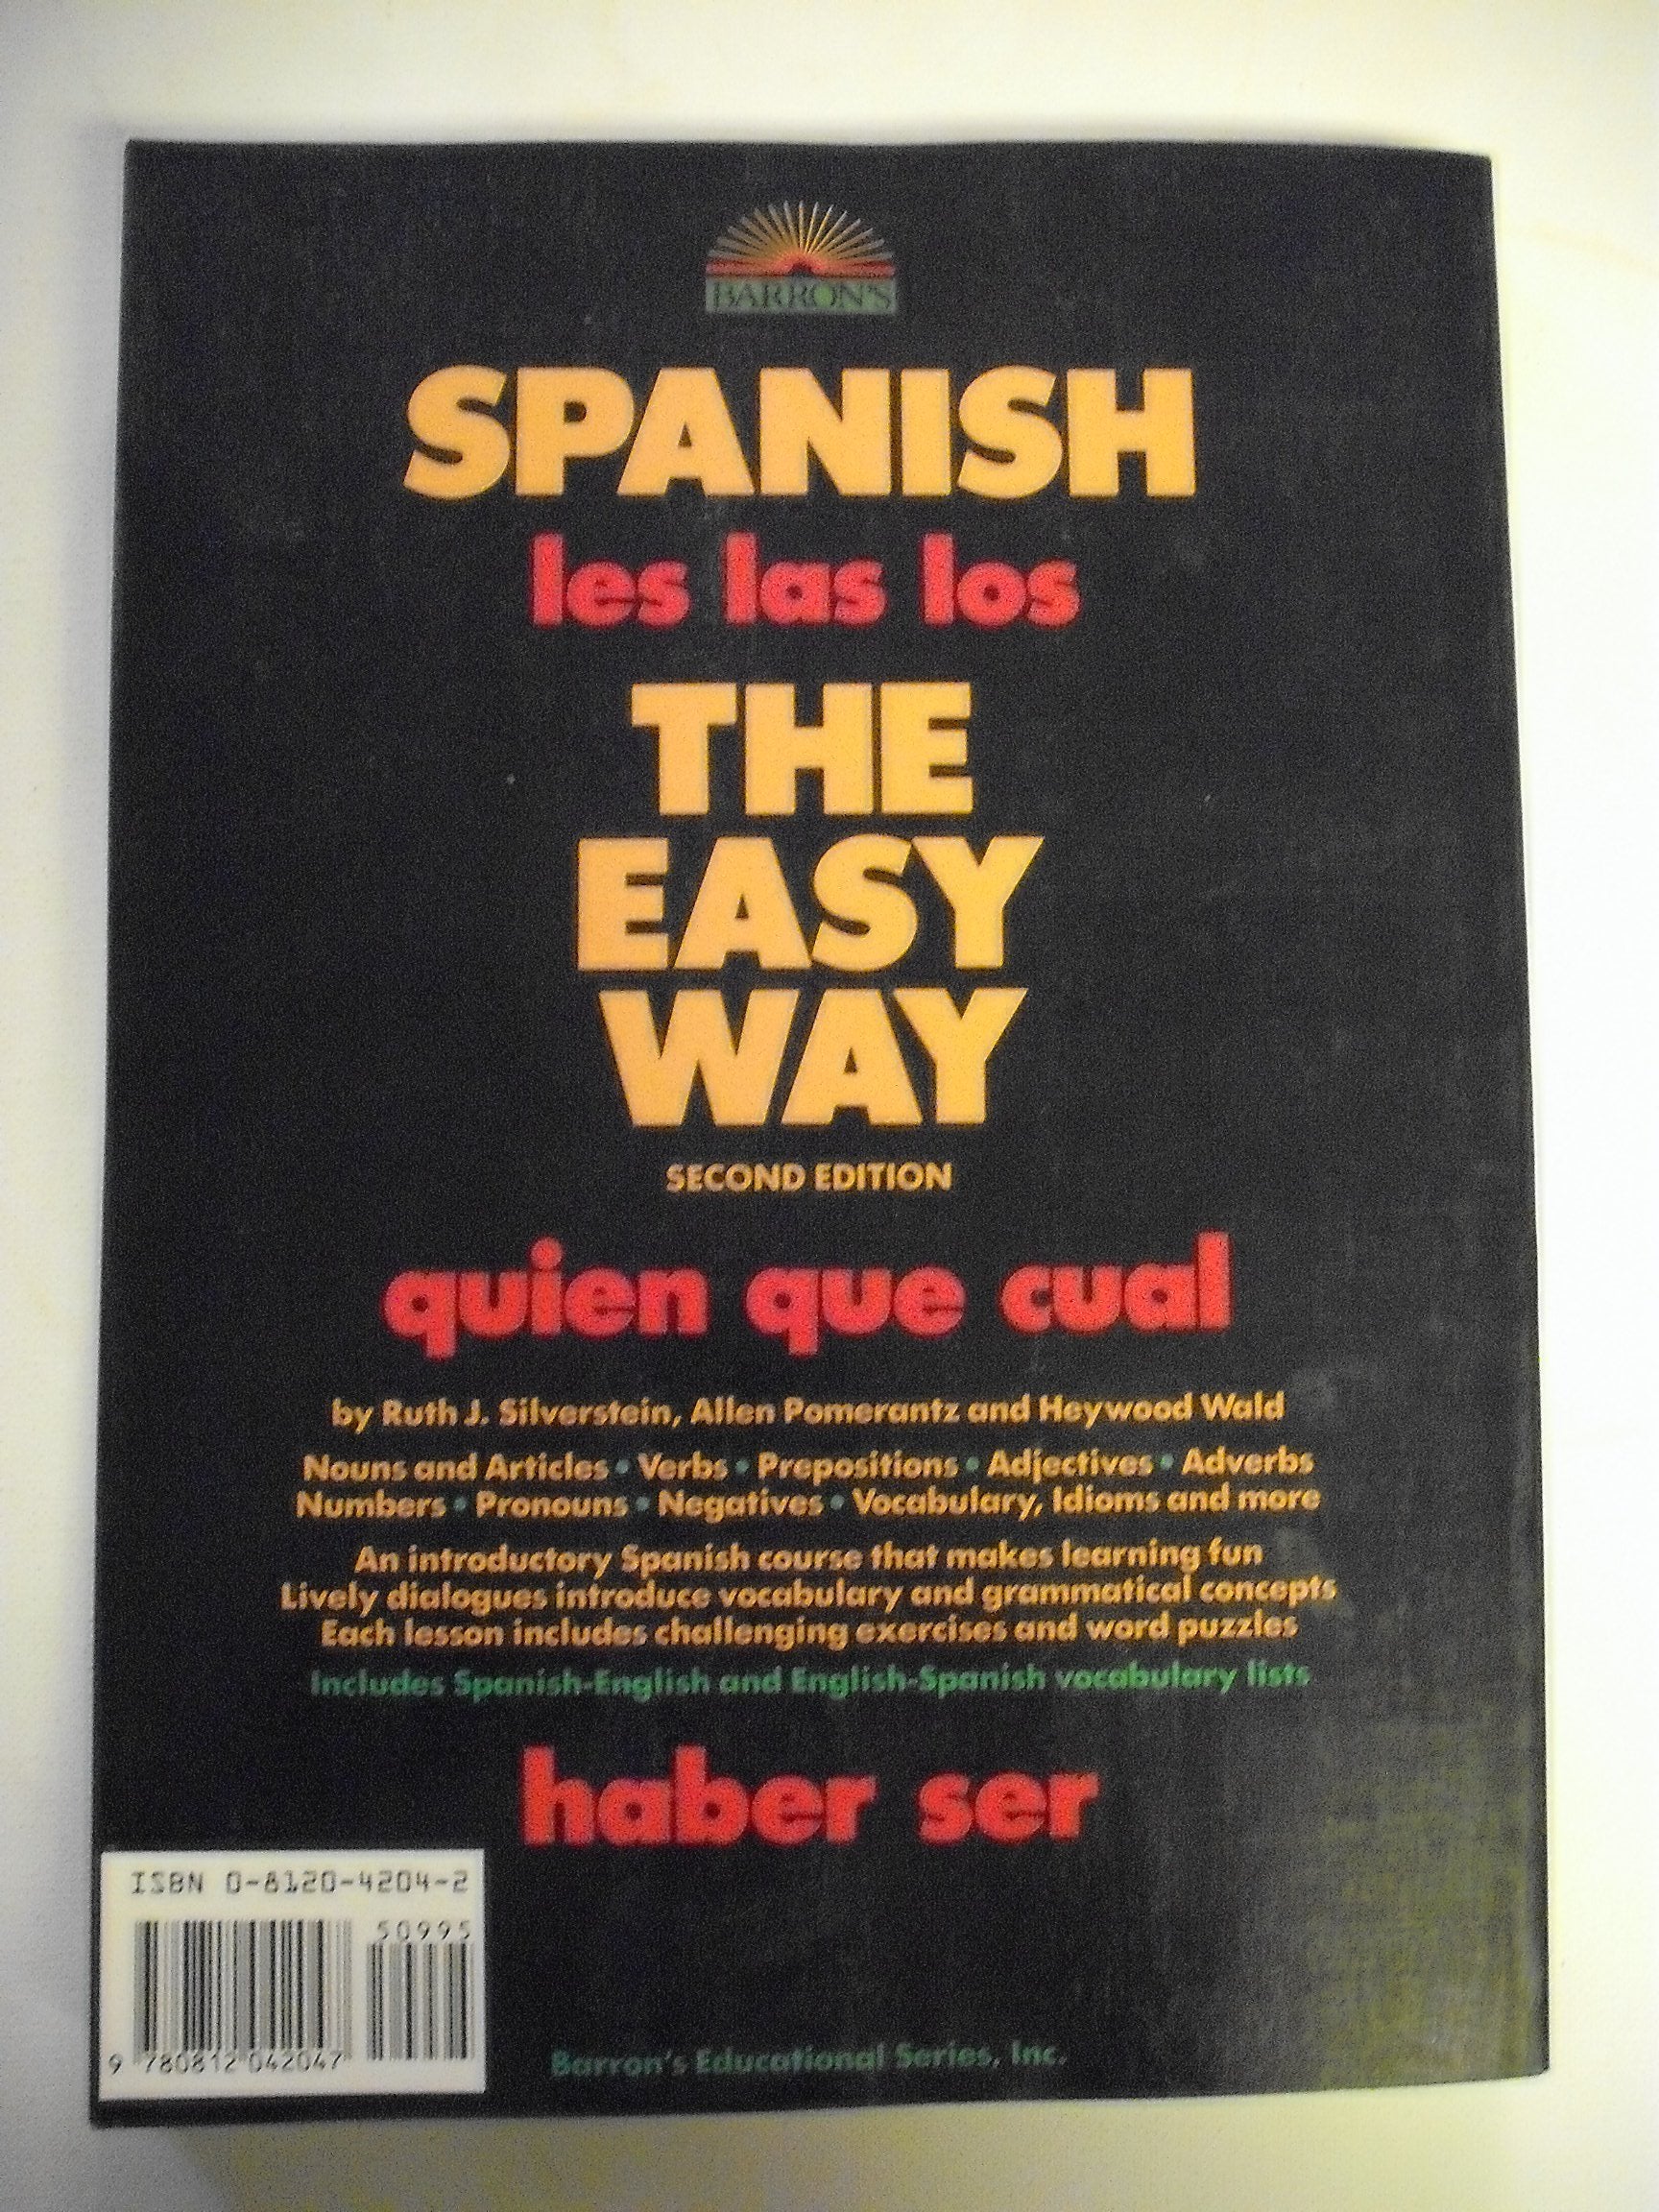 BARRON'S
SPANISH
les las los
THE
EASY
WAY
SECOND EDITION
quien que cual
by Ruth J. Silverstein, Allen Pomerantz and Heywood Wald
Nouns and Articles • Verbs • Prepositions • Adjectives • Adverbs
Numbers • Pronouns • Negatives • Vocabulary, Idioms and more
An introductory Spanish course that makes learning fun
Lively dialogues introduce vocabulary and grammatical concepts
Each lesson includes challenging exercises and word puzzles
Includes Spanish-English and English-Spanish vocabulary lists
haber ser
ISBN 0-8120-4204-2
50995
9 780812 042047
Barron's Educational Series, Inc.